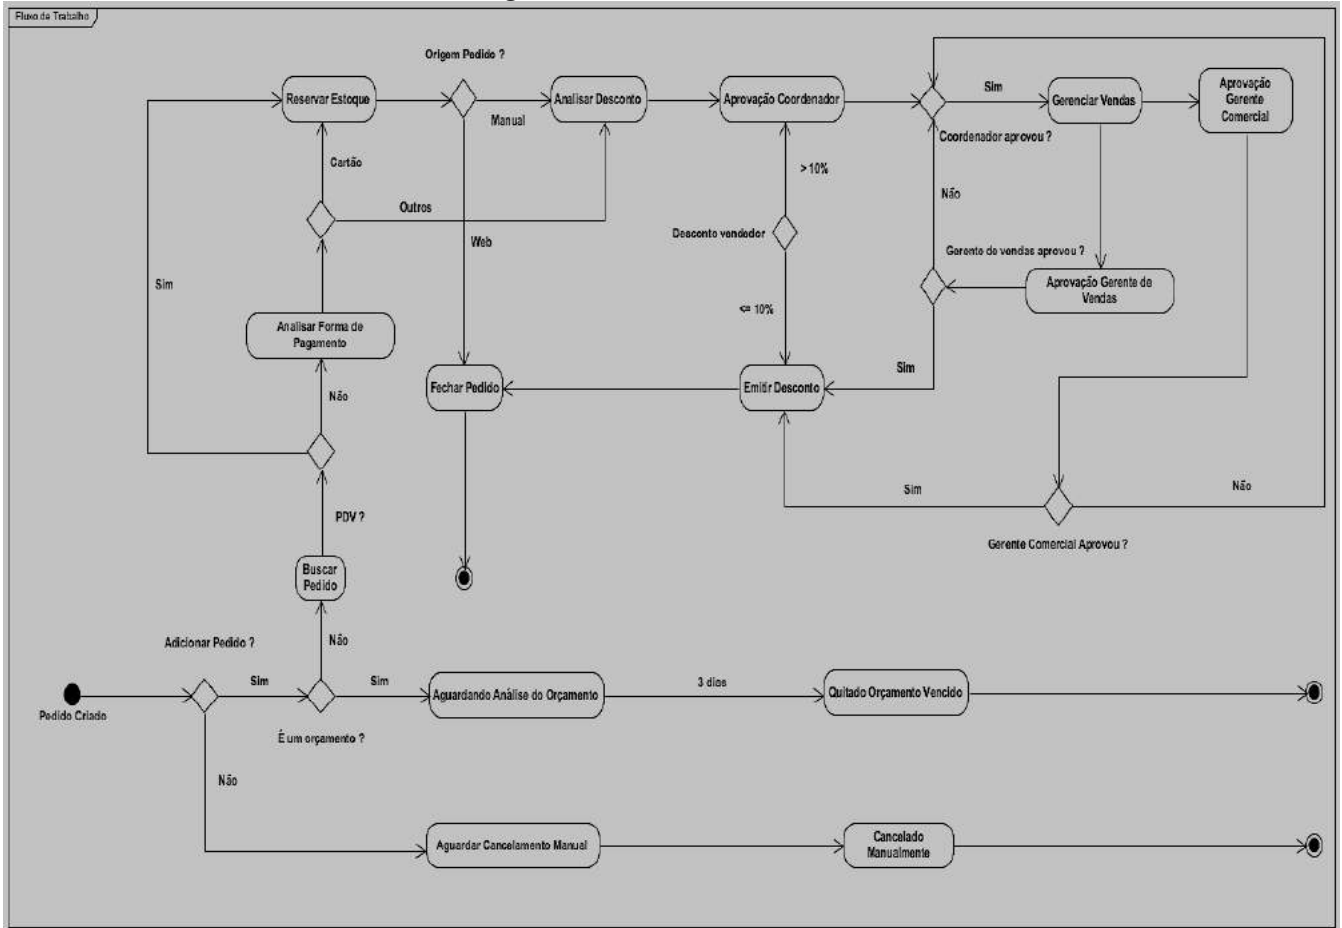 Fluxo de Trabalho
Origem Pedido ?
Reservar Estoque
Analisar Desconto
Aprovação Coordenador
Sim
Gerenciar Vendas
Aprovação
Gerente
Comercial
Manual
Coordenador aprovou ?
Cartão
> 10%
Não
Outros
Desconto vendedor
Web
Gerente de vendas aprovou ?
Sim
Aprovação Gerente de
Vendas
<= 10%
Analisar Forma de
Pagamento
Sim
Fechar Pedido
Emitir Desconto
Não
Sim
Não
PDV ?
Gerente Comercial Aprovou ?
Buscar
Pedido
Adicionar Pedido ?
Não
Sim
Sim
Aguardando Análise do Orçamento
3 dias
Quitado Orçamento Vencido
Pedido Criado
É um orçamento ?
Não
Aguardar Cancelamento Manual
Cancelado
Manualmente